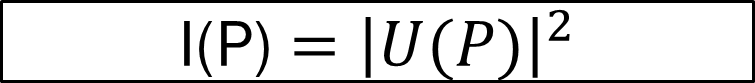 I(P) = |U(P)|²